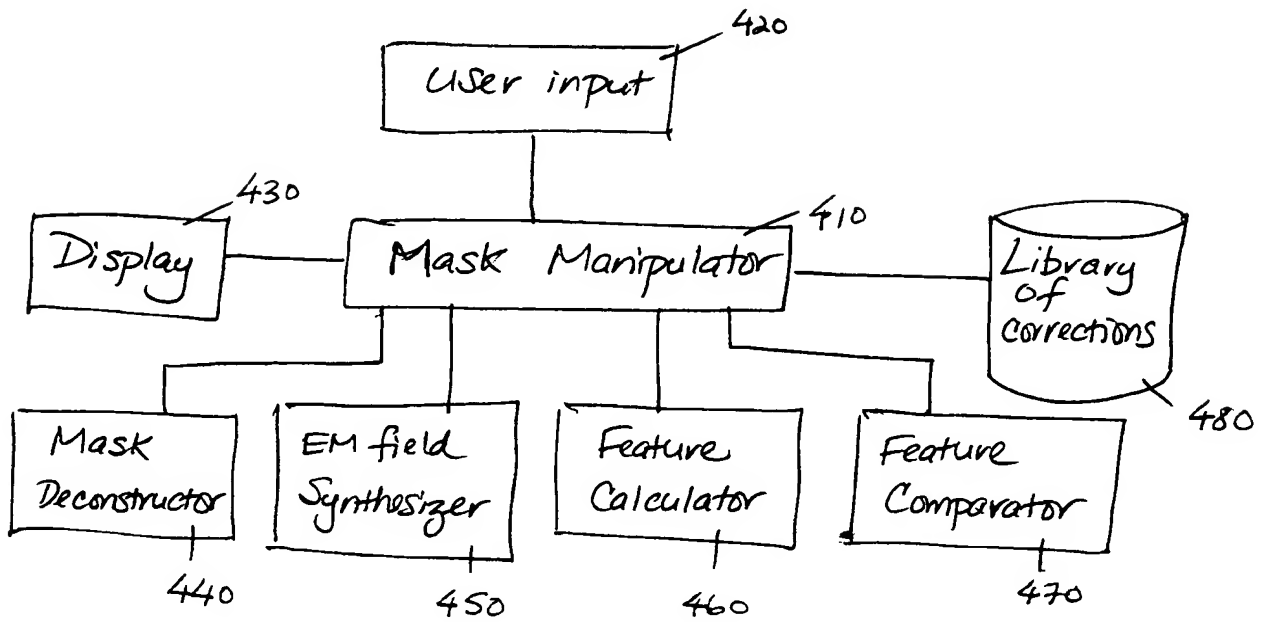 420
User input
430
410
Display
Mask Manipulator
Library
Of
corrections
480
Mask
Deconstructor
EM field
Synthesizer
Feature
Calculator
Feature
Comparator
440
450
460
470